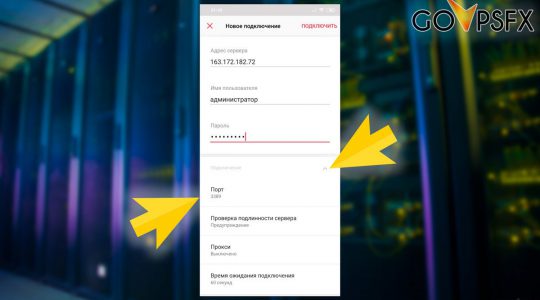 GOVPSFX
Новое подключение
ПОДКЛЮЧИТЬ
Адрес сервера
163.172.182.72
Имя пользователя
администратор
Пароль
•••••••••
Подключение
Порт
3389
Проверка подлинности сервера
Предупреждение
Прокси
Выключено
Время ожидания подключения
60 секунд